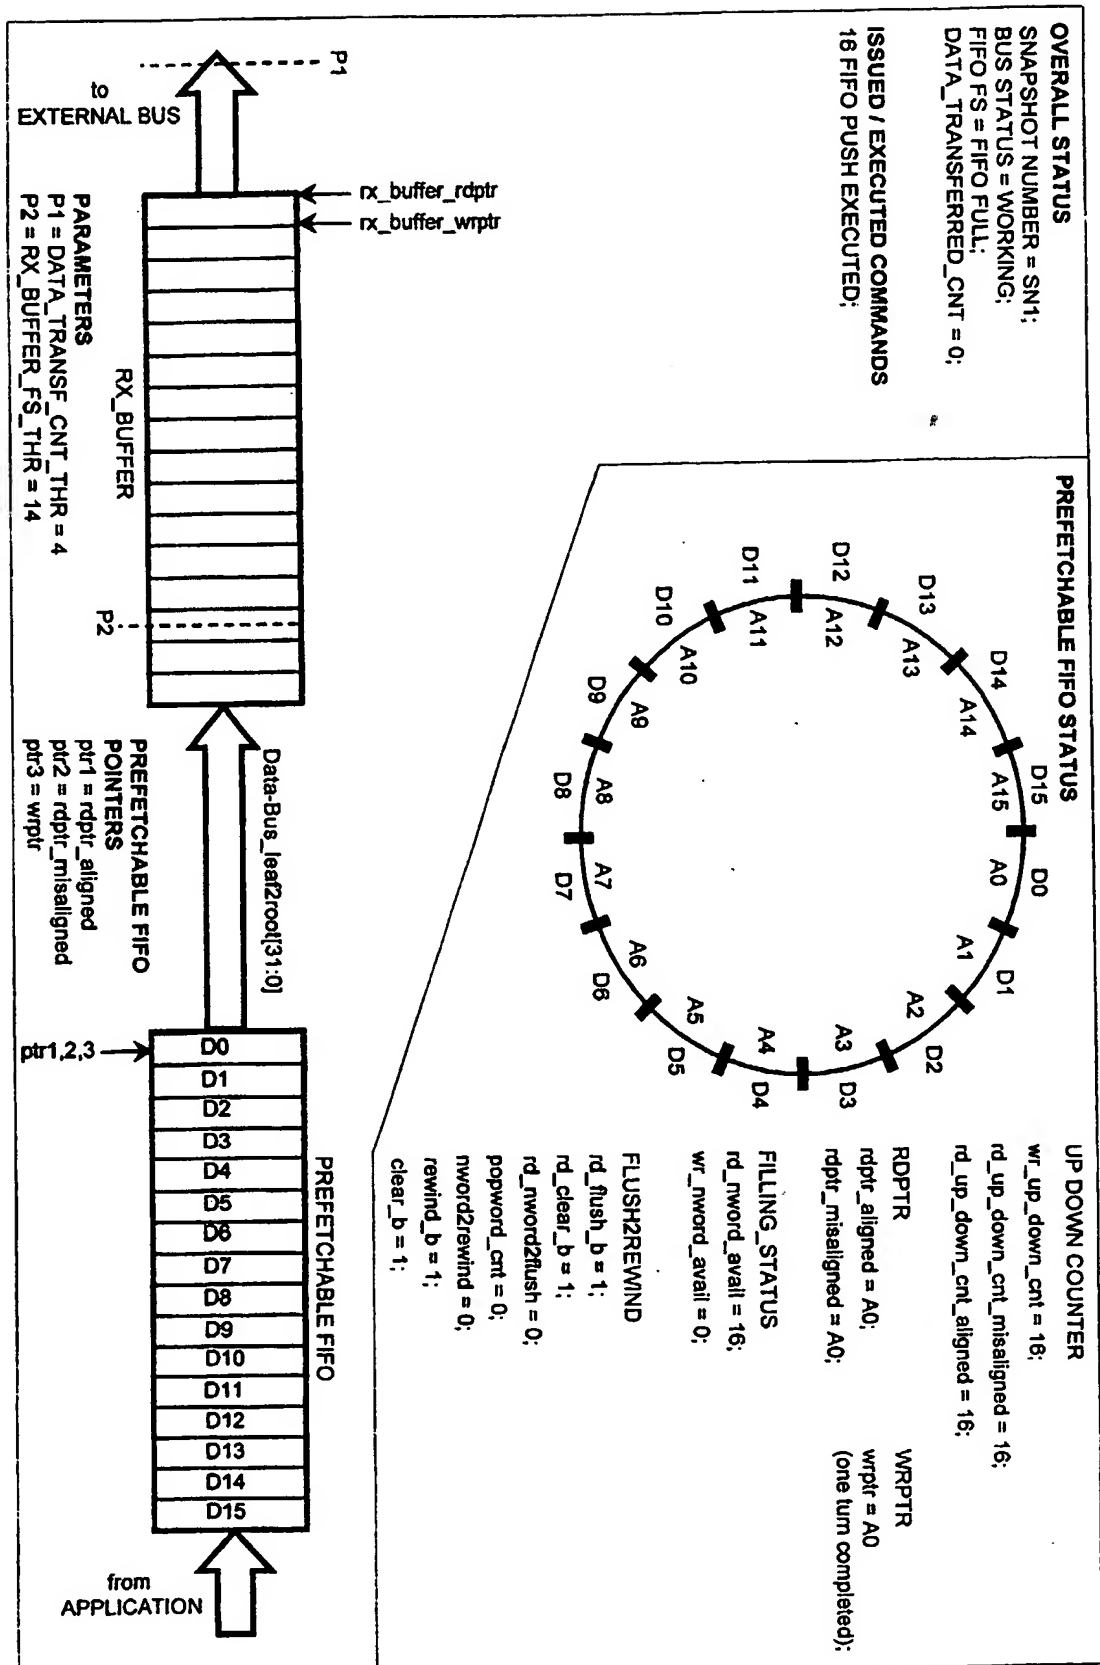 OVERALL STATUS
SNAPSHOT NUMBER = SN1;
BUS STATUS = WORKING;
FIFO FS = FIFO FULL;
DATA_TRANSFERRED_CNT = 0;
ISSUED / EXECUTED COMMANDS
16 FIFO PUSH EXECUTED;
PREFETCHABLE FIFO STATUS
D0
D1
D2
D3
D4
D5
D6
D7
D8
D9
D10
D11
D12
D13
D14
D15
A0
A1
A2
A3
A4
A5
A6
A7
A8
A9
A10
A11
A12
A13
A14
A15
UP DOWN COUNTER
wr_up_down_cnt = 16;
rd_up_down_cnt_misaligned = 16;
rd_up_down_cnt_aligned = 16;
RDPTR
rdptr_aligned = A0;
rdptr_misaligned = A0;
WRPTR
wrptr = A0
(one turn completed);
FILLING_STATUS
rd_nword_avail = 16;
wr_nword_avail = 0;
FLUSH2REWIND
rd_flush_b = 1;
rd_clear_b = 1;
rd_nword2flush = 0;
popword_cnt = 0;
nword2rewind = 0;
rewind_b = 1;
clear_b = 1;
P1
to
EXTERNAL BUS
rx_buffer_rdptr
rx_buffer_wrptr
RX_BUFFER
P2
PARAMETERS
P1 = DATA_TRANSF_CNT_THR = 4
P2 = RX_BUFFER_FS_THR = 14
Data-Bus_leaf2root[31:0]
PREFETCHABLE FIFO
POINTERS
ptr1 = rdptr_aligned
ptr2 = rdptr_misaligned
ptr3 = wrptr
ptr1,2,3
PREFETCHABLE FIFO
D0
D1
D2
D3
D4
D5
D6
D7
D8
D9
D10
D11
D12
D13
D14
D15
from
APPLICATION